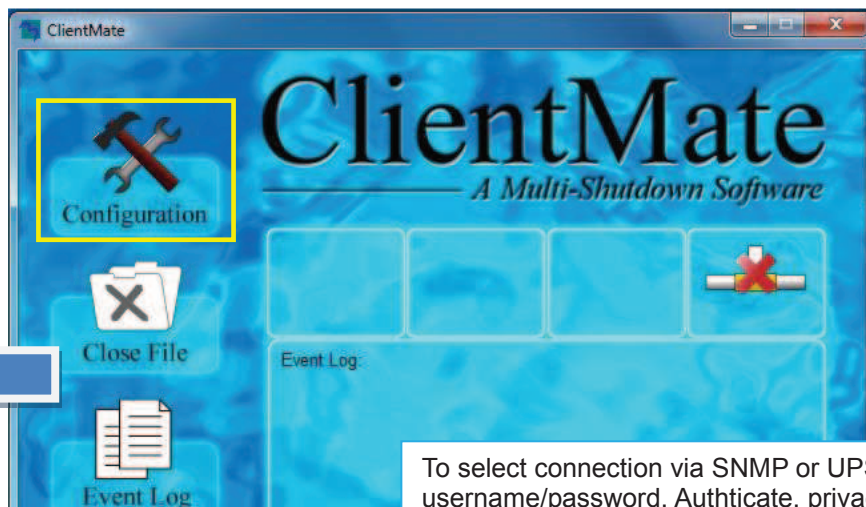 ClientMate
ClientMate
A Multi-Shutdown Software
Configuration
Close File
Event Log:
Event Log
To select connection via SNMP or UPS
username/password, Authticate, priva